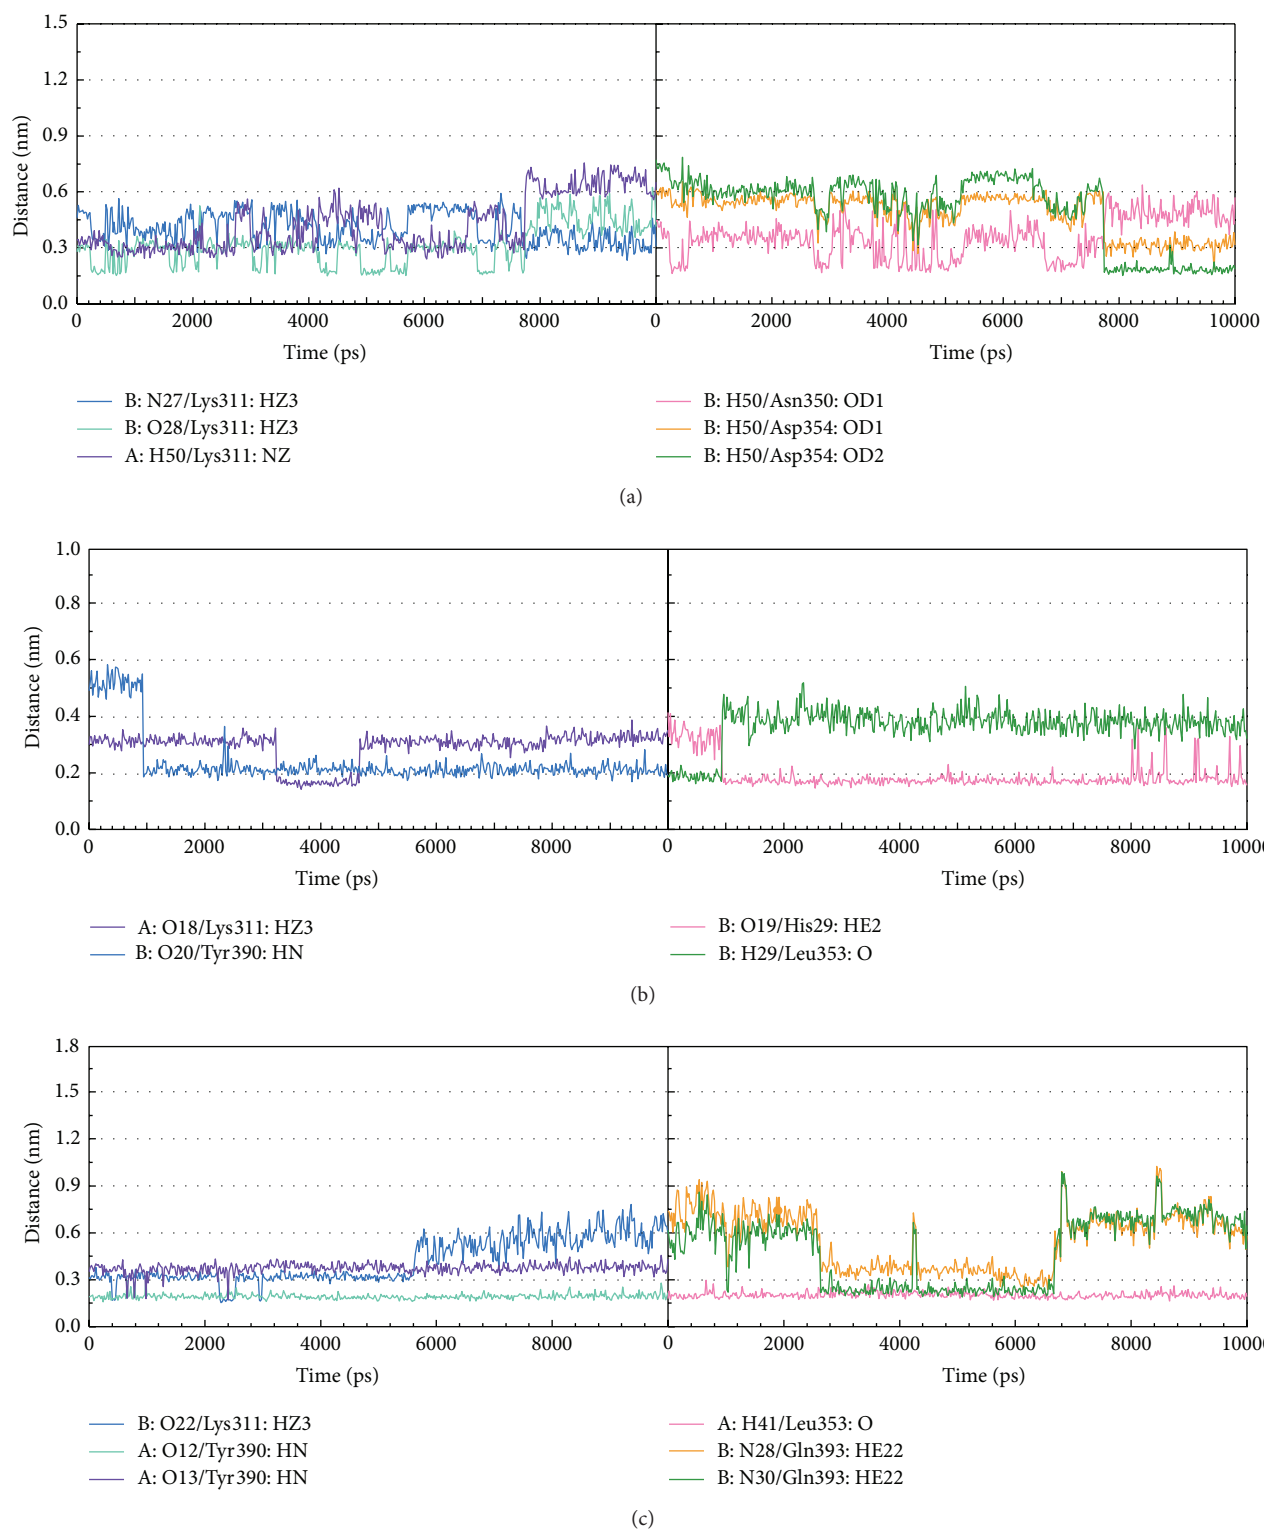 1.5
1.2
0.9
0.6
0.3
0.0
Distance (nm)
0 2000 4000 6000 8000 0 2000 4000 6000 8000 10000
Time (ps) Time (ps)
B: N27/Lys311: HZ3 B: H50/Asn350: OD1
B: O28/Lys311: HZ3 B: H50/Asp354: OD1
A: H50/Lys311: NZ B: H50/Asp354: OD2
(a)
1.0
0.8
0.6
0.4
0.2
0.0
Distance (nm)
0 2000 4000 6000 8000 0 2000 4000 6000 8000 10000
Time (ps) Time (ps)
A: O18/Lys311: HZ3 B: O19/His29: HE2
B: O20/Tyr390: HN B: H29/Leu353: O
(b)
1.8
1.5
1.2
0.9
0.6
0.3
0.0
Distance (nm)
0 2000 4000 6000 8000 0 2000 4000 6000 8000 10000
Time (ps) Time (ps)
B: O22/Lys311: HZ3 A: H41/Leu353: O
A: O12/Tyr390: HN B: N28/Gln393: HE22
A: O13/Tyr390: HN B: N30/Gln393: HE22
(c)